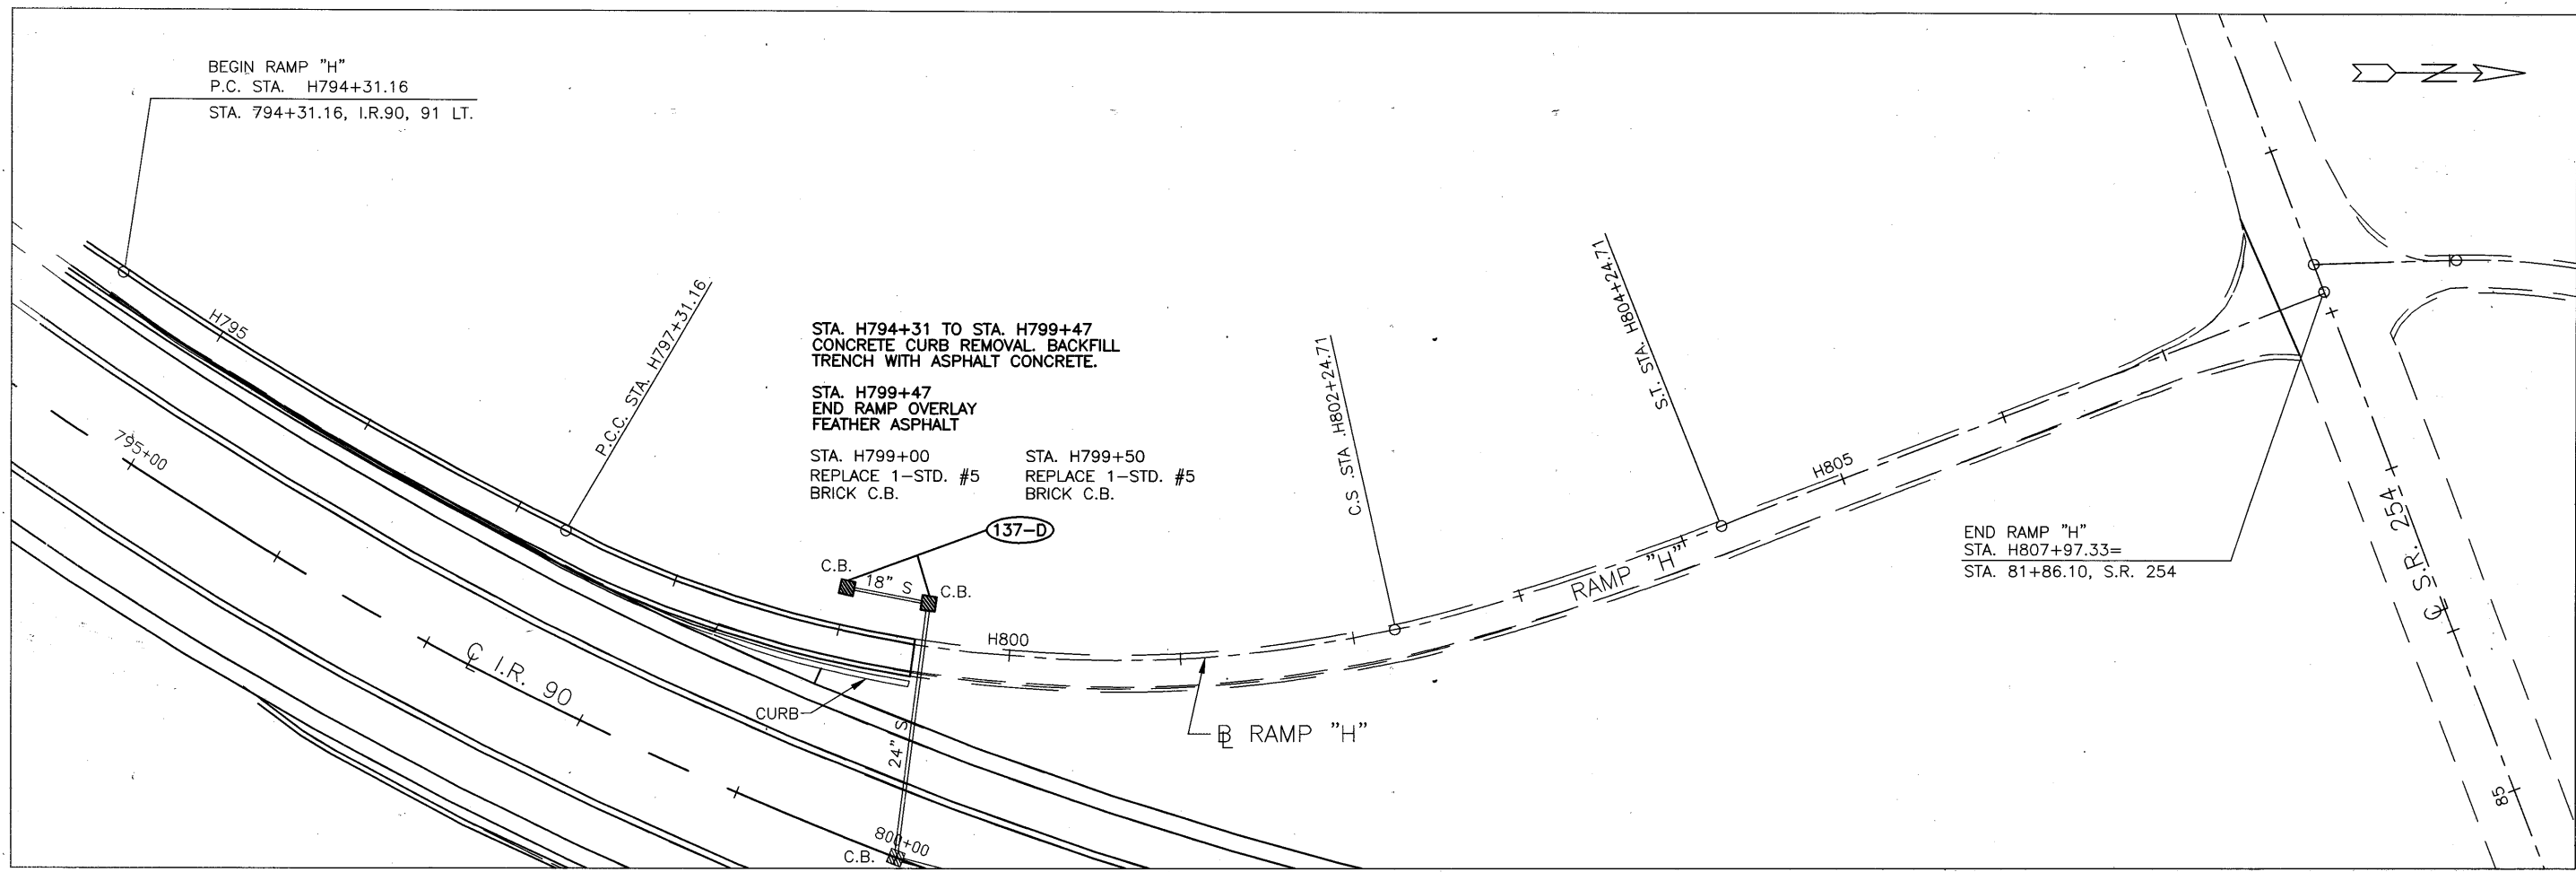 BEGIN RAMP "H"
P.C. STA. H794+31.16
STA. 794+31.16, I.R.90, 91 LT.
N
H795
P.C.C. STA. H797+31.16
795+00
STA. H794+31 TO STA. H799+47
CONCRETE CURB REMOVAL. BACKFILL
TRENCH WITH ASPHALT CONCRETE.
STA. H799+47
END RAMP OVERLAY
FEATHER ASPHALT
STA. H799+00
REPLACE 1-STD. #5
BRICK C.B.
STA. H799+50
REPLACE 1-STD. #5
BRICK C.B.
137-D
C.B.
18" S
C.B.
C.S .STA .H802+24.71
S.T. STA. H804+24.71
H805
RAMP "H"
H800
END RAMP "H"
STA. H807+97.33=
STA. 81+86.10, S.R. 254
℄ S.R. 254
℄ I.R. 90
CURB
24" S
BL RAMP "H"
85
800+00
C.B.